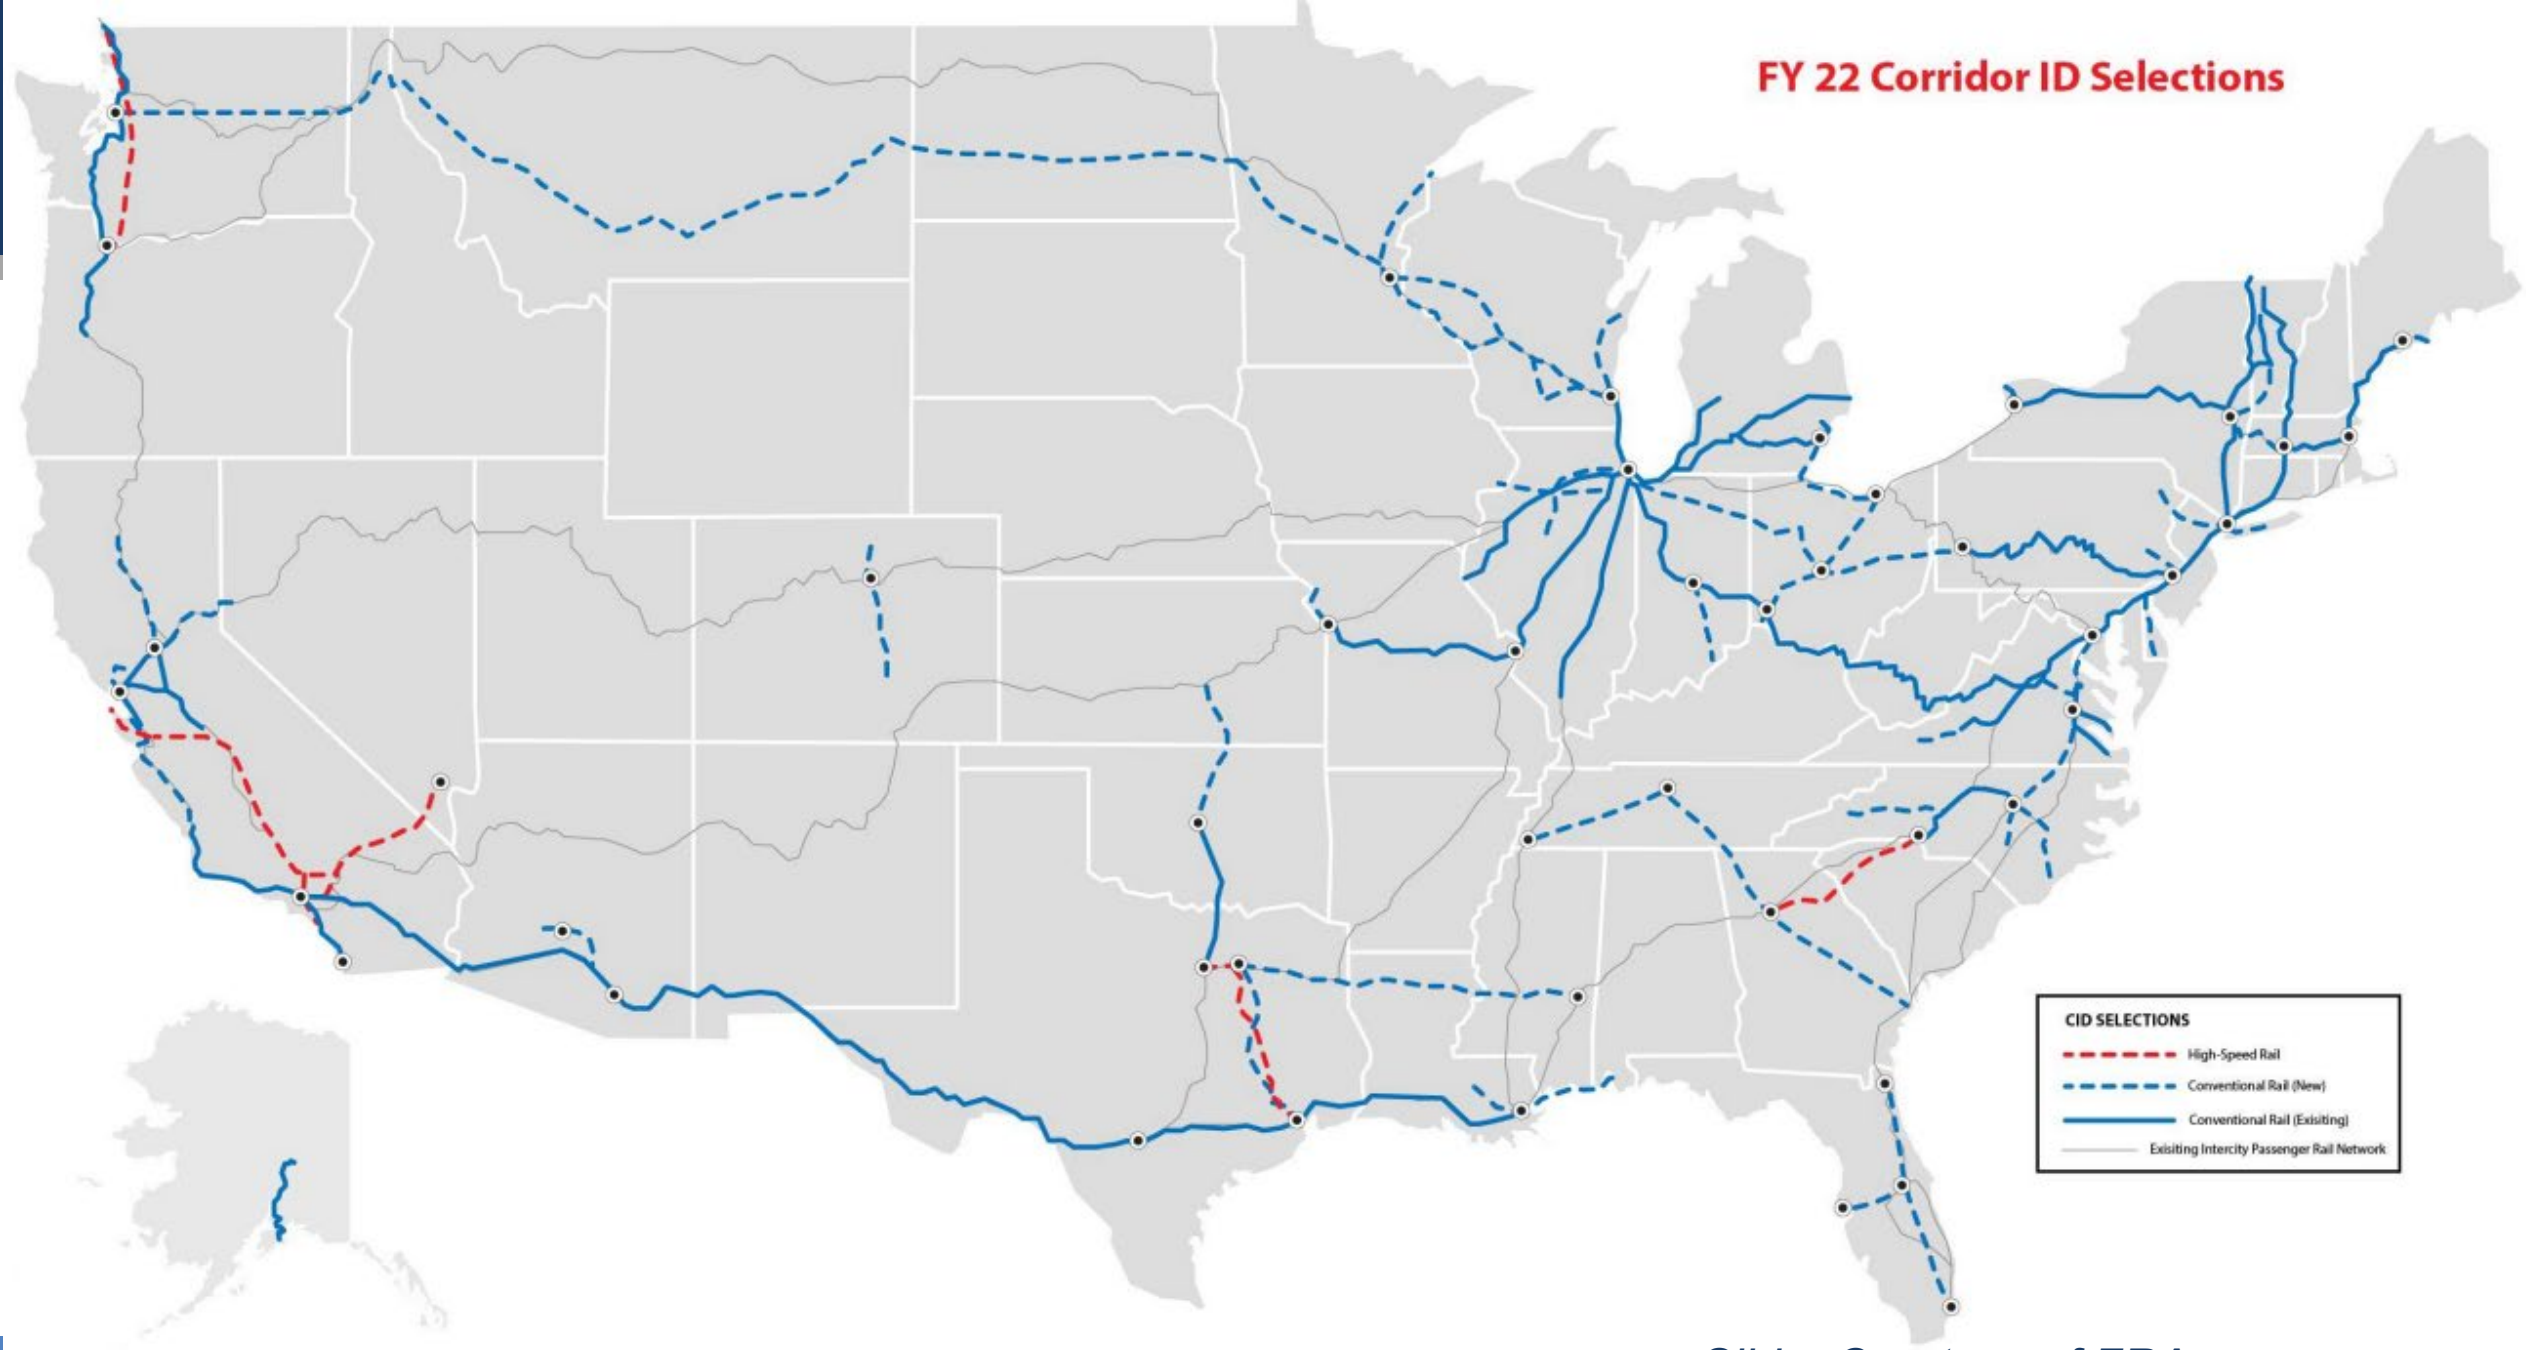 FY 22 Corridor ID Selections
CID SELECTIONS
High-Speed Rail
Conventional Rail (New)
Conventional Rail (Exisiting)
Exisiting Intercity Passenger Rail Network